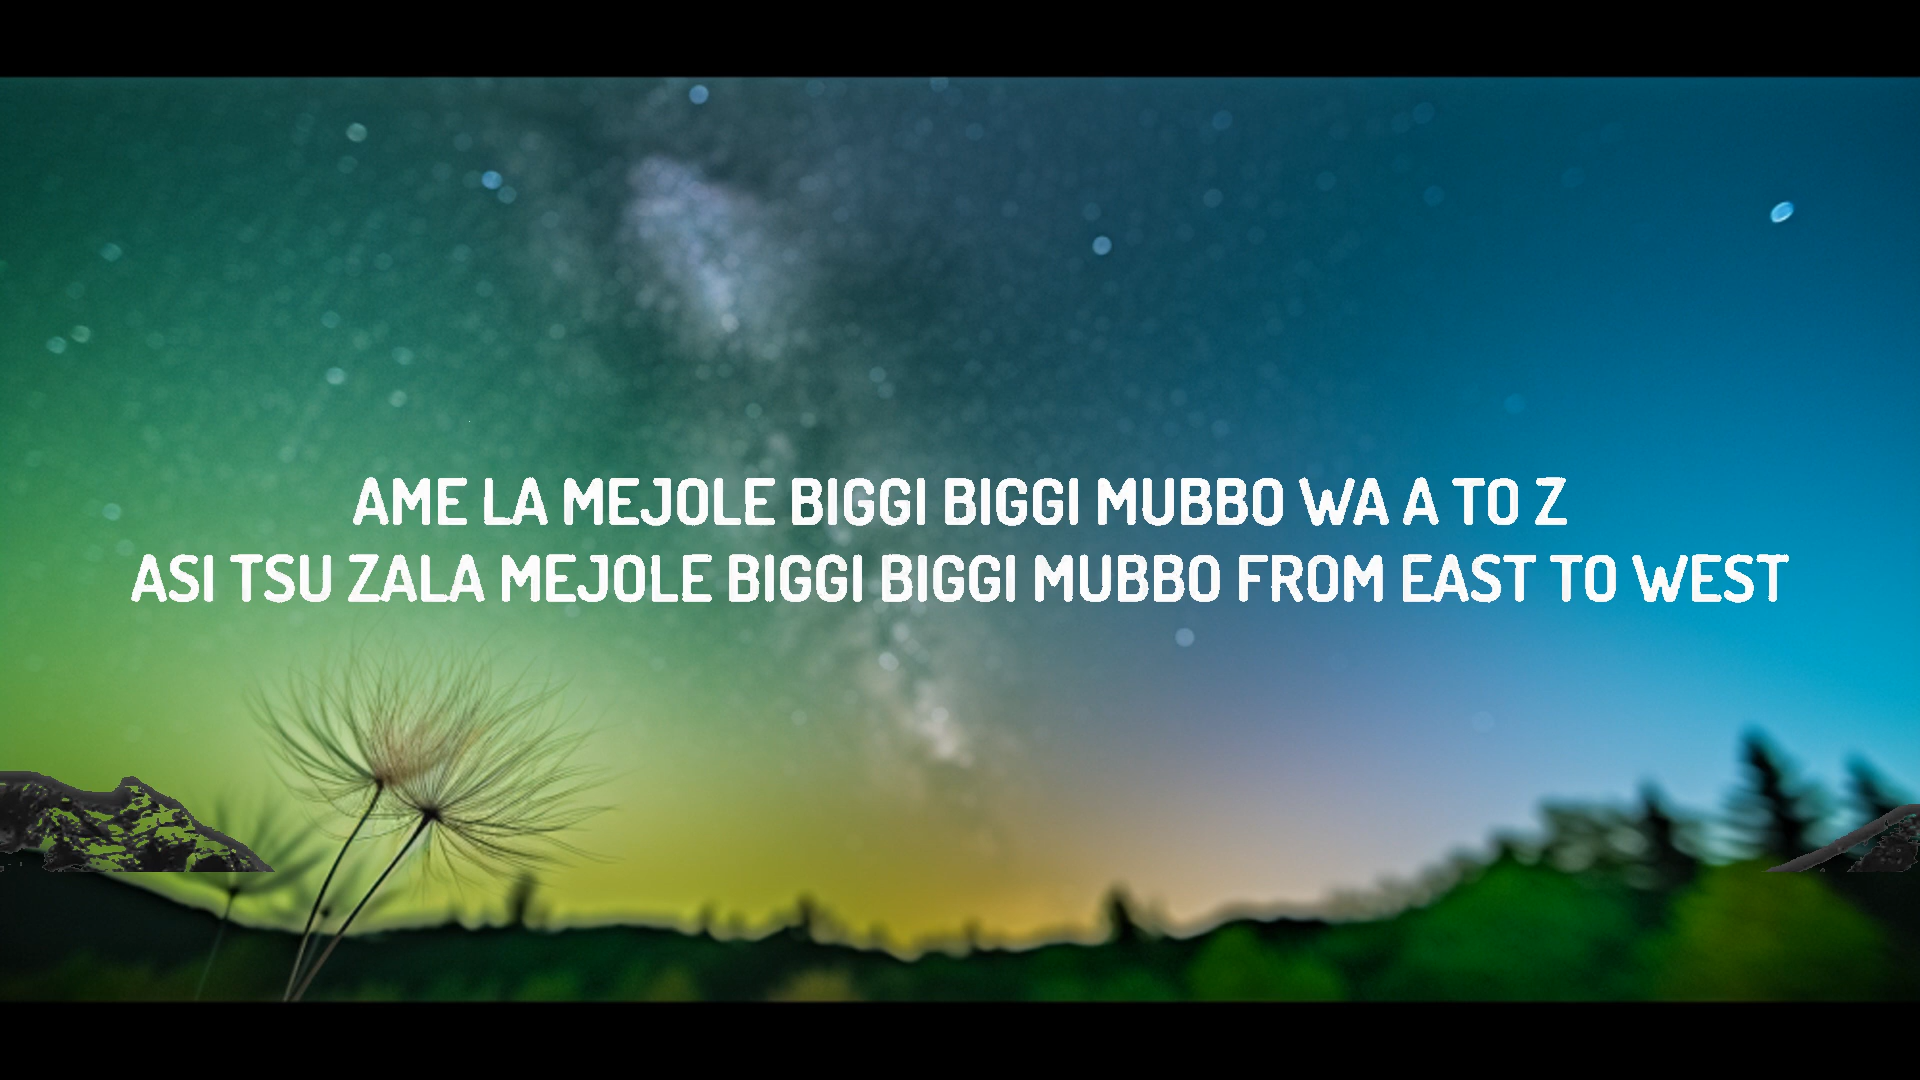 AME LA MEJOLE BIGGI BIGGI MUBBO WA A TO Z
ASI TSU ZALA MEJOLE BIGGI BIGGI MUBBO FROM EAST TO WEST